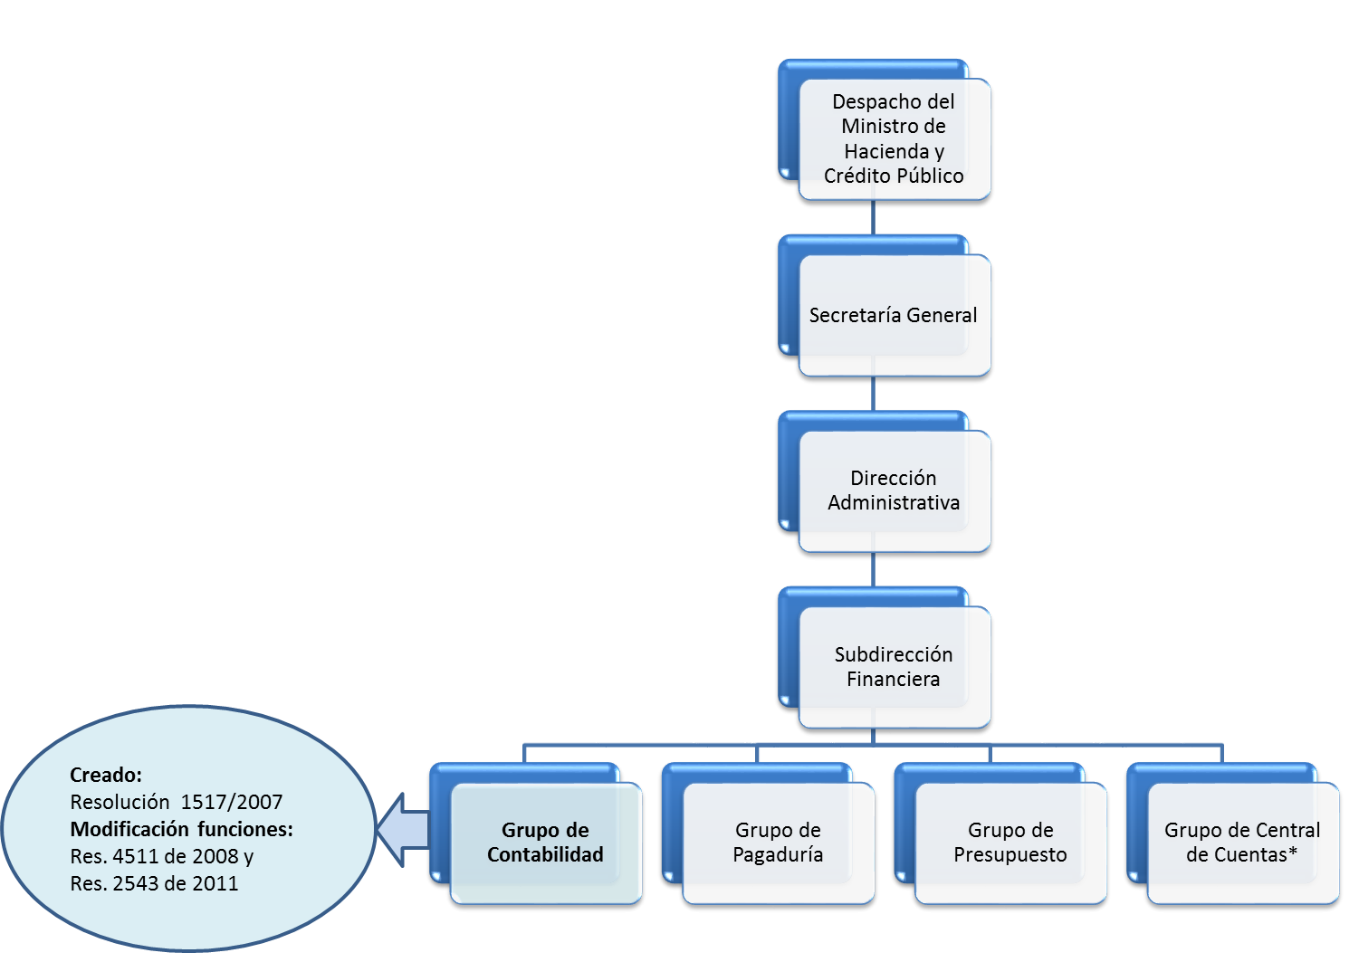 Despacho del
Ministro de
Hacienda y
Crédito Público
Secretaría General
Dirección
Administrativa
Subdirección
Financiera
Creado:
Resolución 1517/2007
Modificación funciones:
Res. 4511 de 2008 y
Res. 2543 de 2011
Grupo de
Contabilidad
Grupo de
Pagaduría
Grupo de
Presupuesto
Grupo de Central
de Cuentas*